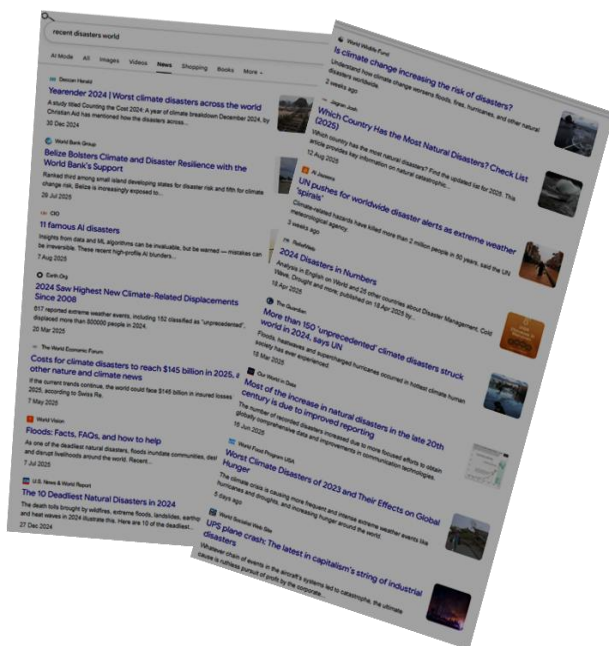 recent disasters world
AI Mode All Images Videos News Shopping Books More
Deccan Herald
Yearender 2024 | Worst climate disasters across the world
A study titled Counting the Cost 2024: A year of climate breakdown December 2024, by
Christian Aid has mentioned how the disasters across...
30 Dec 2024
World Bank Group
Belize Bolsters Climate and Disaster Resilience with the
World Bank's Support
Ranked third among small island developing states for disaster risk and fifth for climate
change risk, Belize is increasingly exposed to...
29 Jul 2025
CIO
11 famous AI disasters
Insights from data and ML algorithms can be invaluable, but be warned — mistakes can
be irreversible. These recent high-profile AI blunders...
7 Aug 2025
Earth.Org
2024 Saw Highest New Climate-Related Displacements
Since 2008
617 reported extreme weather events, including 152 classified as "unprecedented",
displaced more than 800000 people in 2024.
20 Mar 2025
The World Economic Forum
Costs for climate disasters to reach $145 billion in 2025,
other nature and climate news
If the current trends continue, the world could face $145 billion in insured losses
2025, according to Swiss Re.
7 May 2025
World Vision
Floods: Facts, FAQs, and how to help
As one of the deadliest natural disasters, floods inundate communities,
and disrupt livelihoods around the world. Recent...
7 Jul 2025
U.S. News & World Report
The 10 Deadliest Natural Disasters in 2024
The death tolls brought by wildfires, extreme floods, landslides,
and heat waves in 2024 illustrate this. Here are 10 of the deadliest...
27 Dec 2024
World Wildlife Fund
Is climate change increasing the risk of disasters?
Understand how climate change worsens floods, fires, hurricanes, and other natural
disasters worldwide.
2 weeks ago
Jagran Josh
Which Country Has the Most Natural Disasters? Check List
(2025)
Which country has the most natural disasters? Find the updated list for 2025. This
article provides key information on natural catastrophic...
12 Aug 2025
Al Jazeera
UN pushes for worldwide disaster alerts as extreme weather
'spirals'
Climate-related hazards have killed more than 2 million people in 50 years, said the UN
meteorological agency.
3 weeks ago
ReliefWeb
2024 Disasters in Numbers
Analysis in English on World and 25 other countries about Disaster Management, Cold
Wave, Drought and more; published on 18 Apr 2025 by...
18 Apr 2025
The Guardian
More than 150 'unprecedented' climate disasters struck
world in 2024, says UN
Floods, heatwaves and supercharged hurricanes occurred in hottest climate human
society has ever experienced.
18 Mar 2025
Our World in Data
Most of the increase in natural disasters in the late 20th
century is due to improved reporting
The number of recorded disasters increased due to more focused efforts to obtain
globally comprehensive data and improvements in communication technologies.
16 Jun 2025
World Food Program USA
Worst Climate Disasters of 2023 and Their Effects on Global
Hunger
The climate crisis is causing more frequent and intense extreme weather events like
hurricanes and droughts, and increasing hunger around the world.
5 days ago
World Socialist Web Site
UPS plane crash: The latest in capitalism's string of industrial
disasters
Whatever chain of events in the aircraft's systems led to catastrophe, the ultimate
cause is ruthless pursuit of profit by the corporate...